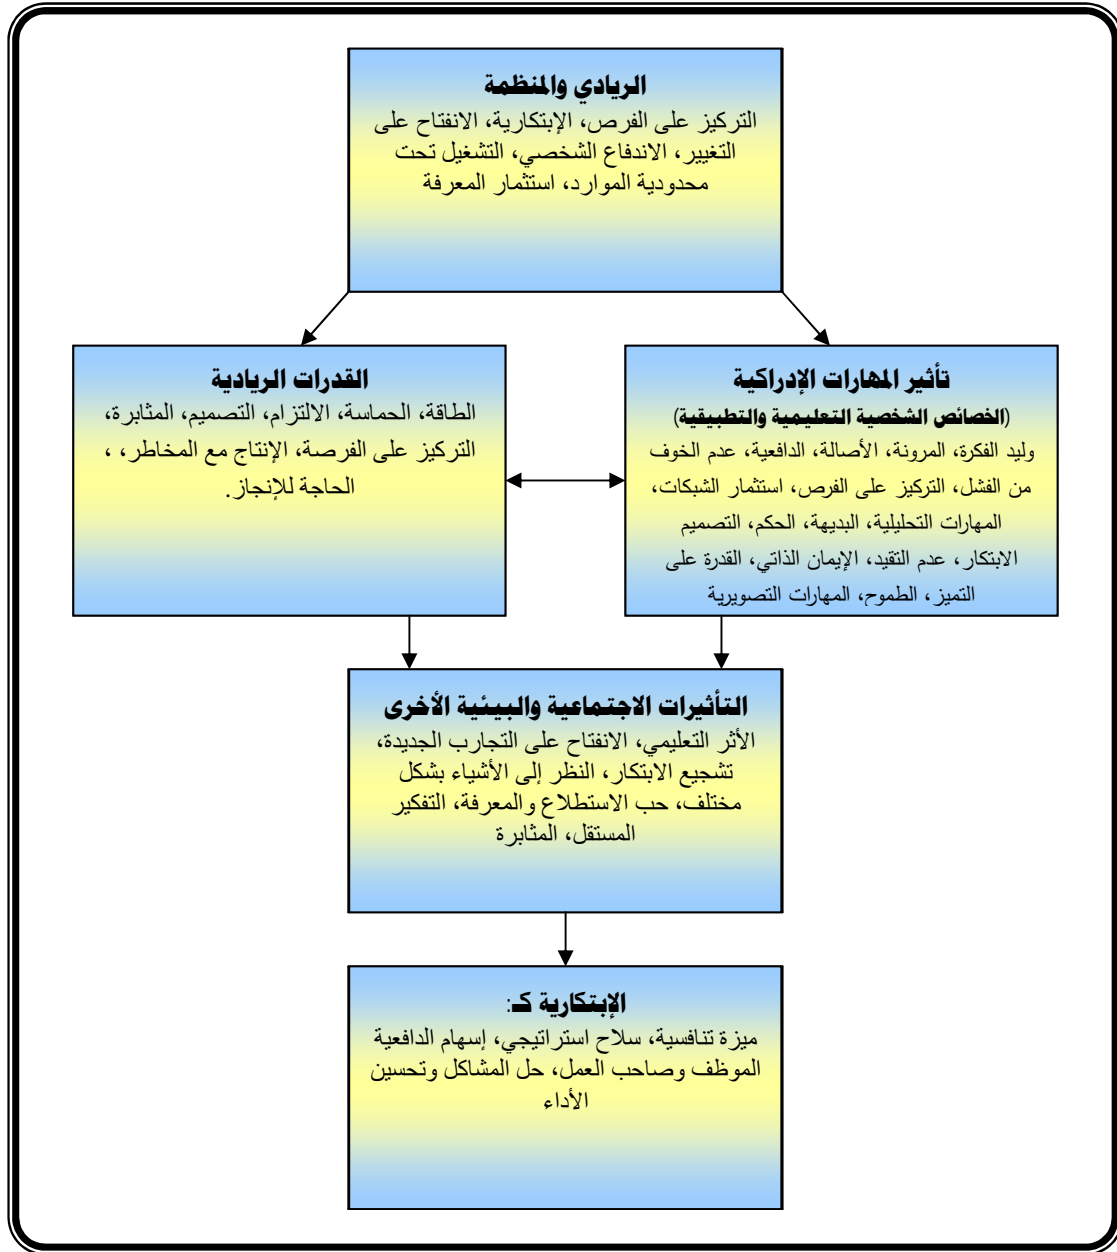 الريادي والمنظمة
التركيز على الفرص، الإبتكارية، الانفتاح على
التغيير، الاندفاع الشخصي، التشغيل تحت
محدودية الموارد، استثمار المعرفة
تأثير المهارات الإدراكية
(الخصائص الشخصية التعليمية والتطبيقية)
وليد الفكرة، المرونة، الأصالة، الدافعية، عدم الخوف
من الفشل، التركيز على الفرص، استثمار الشبكات،
المهارات التحليلية، البديهة، الحكم، التصميم
الابتكار، عدم التقيد، الإيمان الذاتي، القدرة على
التميز، الطموح، المهارات التصويرية
القدرات الريادية
الطاقة، الحماسة، الالتزام، التصميم، المثابرة،
التركيز على الفرصة، الإنتاج مع المخاطر، ،
الحاجة للإنجاز.
التأثيرات الاجتماعية والبيئية الأخرى
الأثر التعليمي، الانفتاح على التجارب الجديدة،
تشجيع الابتكار، النظر إلى الأشياء بشكل
مختلف، حب الاستطلاع والمعرفة، التفكير
المستقل، المثابرة
الإبتكارية كـ:
ميزة تنافسية، سلاح استراتيجي، إسهام الدافعية
الموظف وصاحب العمل، حل المشاكل وتحسين
الأداء